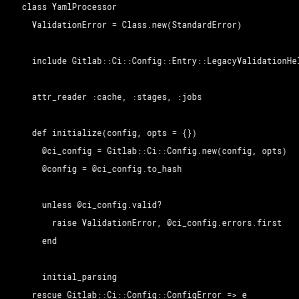 class YamlProcessor
ValidationError = Class.new(StandardError)
include Gitlab::Ci::Config::Entry::LegacyValidationHel
attr_reader :cache, :stages, :jobs
def initialize(config, opts = {})
@ci_config = Gitlab::Ci::Config.new(config, opts)
@config = @ci_config.to_hash
unless @ci_config.valid?
raise ValidationError, @ci_config.errors.first
end
initial_parsing
rescue Gitlab::Ci::Config::ConfigError => e